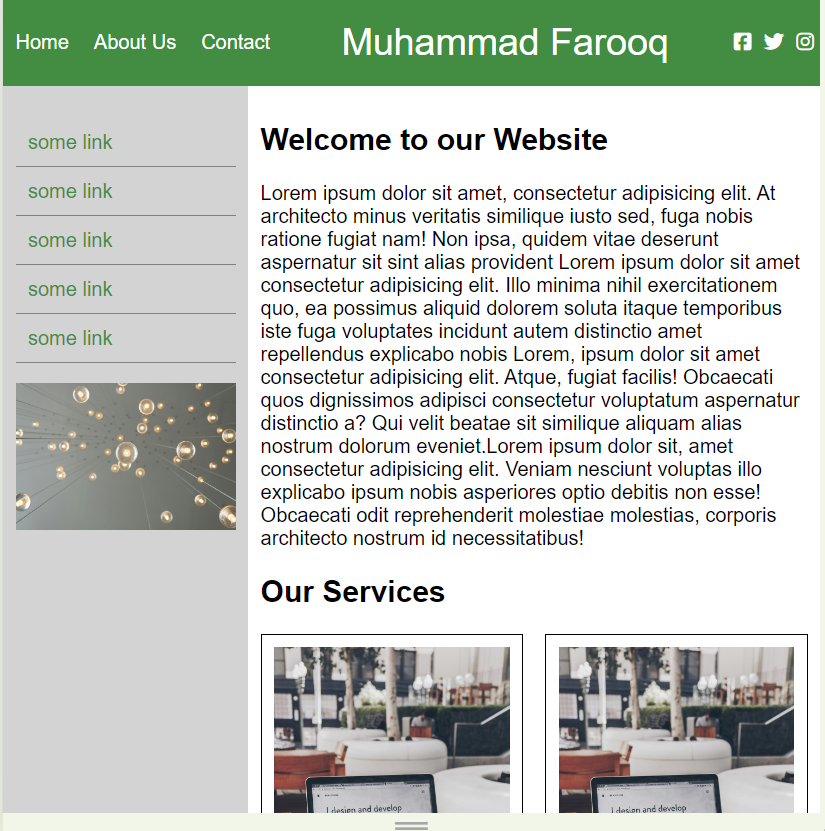 Home About Us Contact Muhammad Farooq
some link
some link
some link
some link
some link
Welcome to our Website
Lorem ipsum dolor sit amet, consectetur adipisicing elit. At
architecto minus veritatis similique iusto sed, fuga nobis
ratione fugiat nam! Non ipsa, quidem vitae deserunt
aspernatur sit sint alias provident Lorem ipsum dolor sit amet
consectetur adipisicing elit. Illo minima nihil exercitationem
quo, ea possimus aliquid dolorem soluta itaque temporibus
iste fuga voluptates incidunt autem distinctio amet
repellendus explicabo nobis Lorem, ipsum dolor sit amet
consectetur adipisicing elit. Atque, fugiat facilis! Obcaecati
quos dignissimos adipisci consectetur voluptatum aspernatur
distinctio a? Qui velit beatae sit similique aliquam alias
nostrum dolorum eveniet.Lorem ipsum dolor sit, amet
consectetur adipisicing elit. Veniam nesciunt voluptas illo
explicabo ipsum nobis asperiores optio debitis non esse!
Obcaecati odit reprehenderit molestiae molestias, corporis
architecto nostrum id necessitatibus!
Our Services
I design and develop
I design and develop